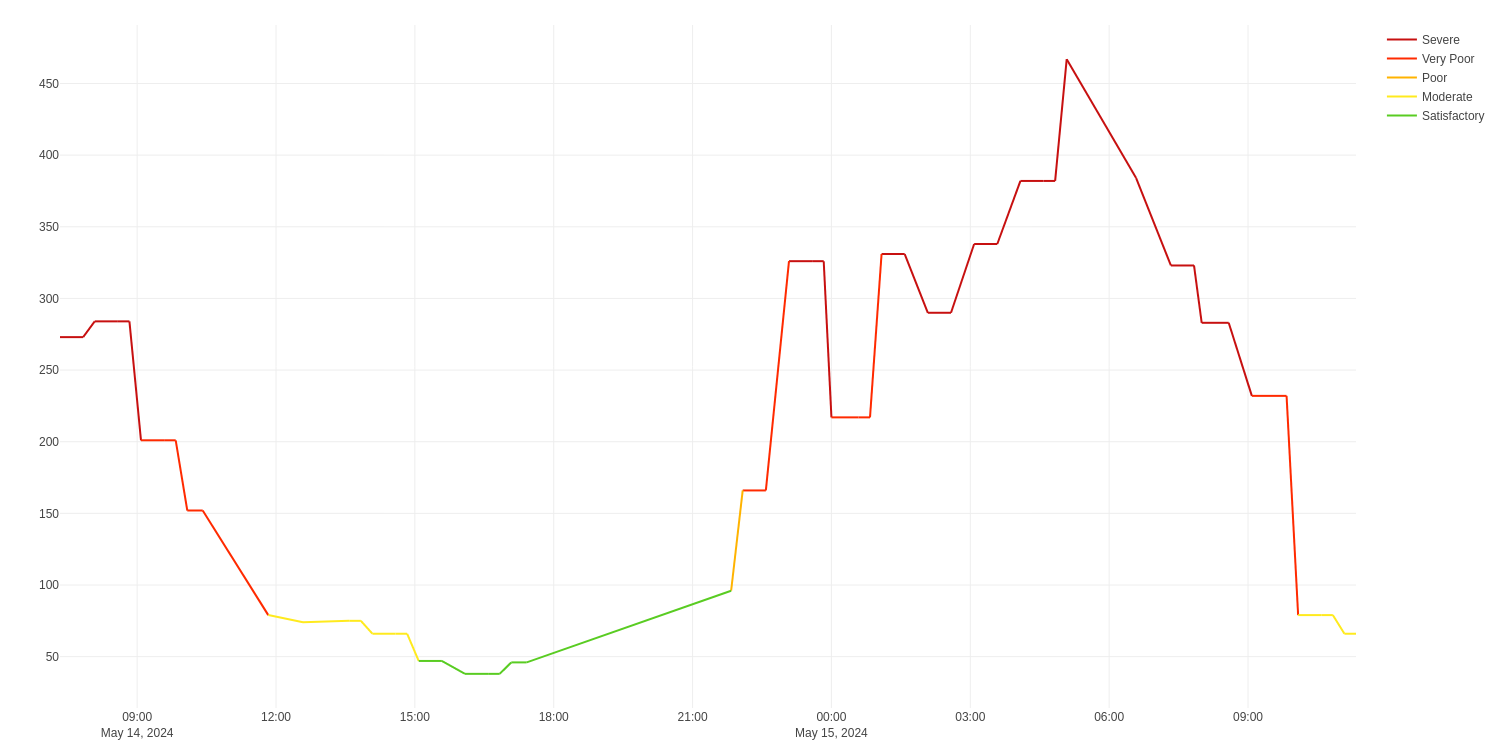 450
400
350
300
250
200
150
100
50
09:00
May 14, 2024
12:00
15:00
18:00
21:00
00:00
May 15, 2024
03:00
06:00
09:00
Severe
Very Poor
Poor
Moderate
Satisfactory